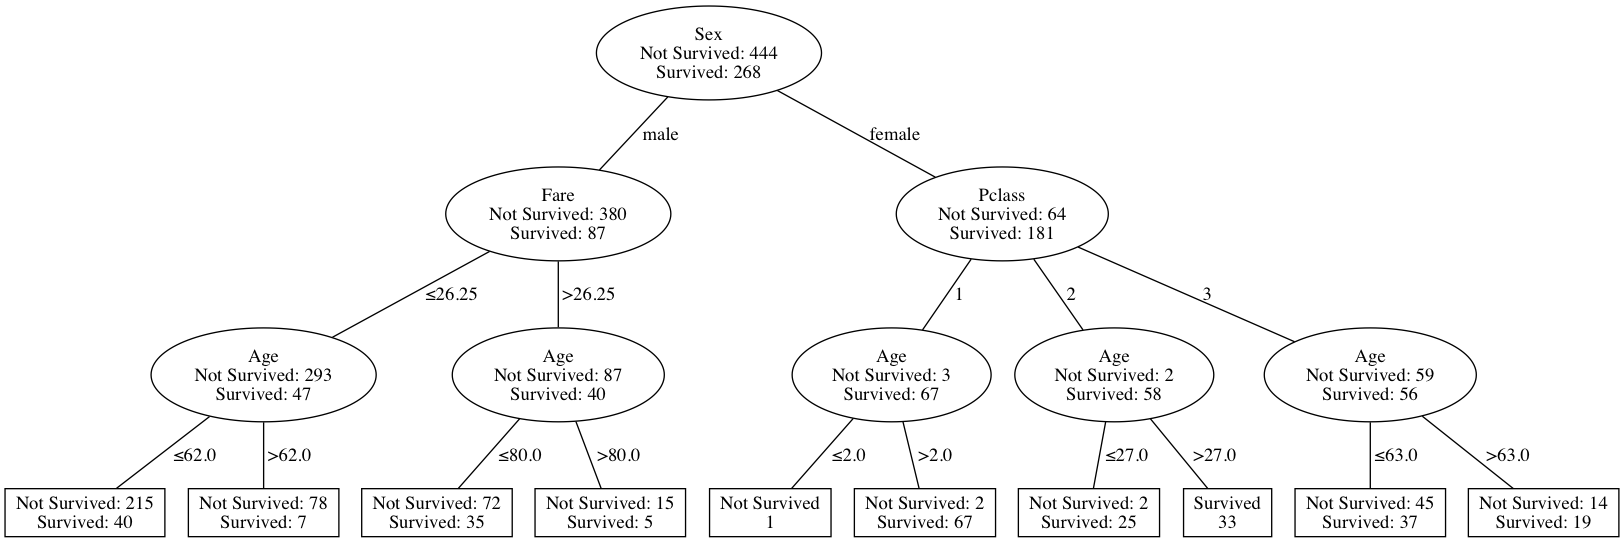 Sex
Not Survived: 444
Survived: 268
male
female
Fare
Not Survived: 380
Survived: 87
Pclass
Not Survived: 64
Survived: 181
≤26.25
>26.25
1
2
3
Age
Not Survived: 293
Survived: 47
Age
Not Survived: 87
Survived: 40
Age
Not Survived: 3
Survived: 67
Age
Not Survived: 2
Survived: 58
Age
Not Survived: 59
Survived: 56
≤62.0
>62.0
≤80.0
>80.0
≤2.0
>2.0
≤27.0
>27.0
≤63.0
>63.0
Not Survived: 215
Survived: 40
Not Survived: 78
Survived: 7
Not Survived: 72
Survived: 35
Not Survived: 15
Survived: 5
Not Survived
1
Not Survived: 2
Survived: 67
Not Survived: 2
Survived: 25
Survived
33
Not Survived: 45
Survived: 37
Not Survived: 14
Survived: 19